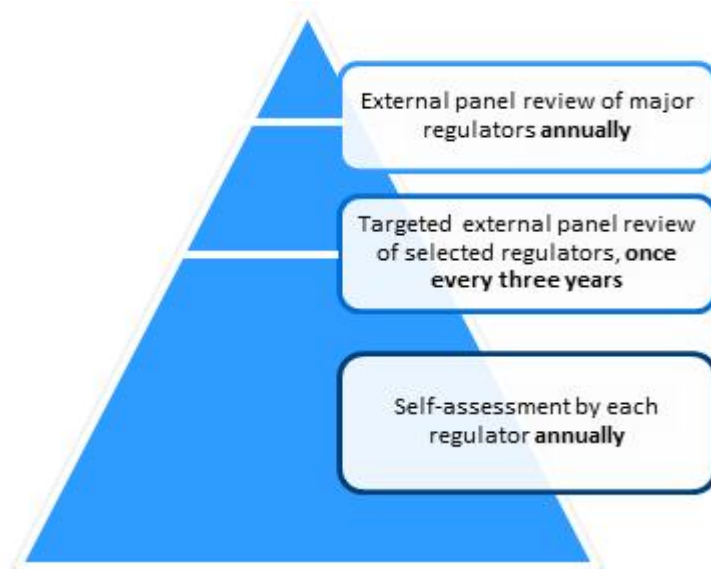 External panel review of major
regulators annually
Targeted external panel review
of selected regulators, once
every three years
Self-assessment by each
regulator annually